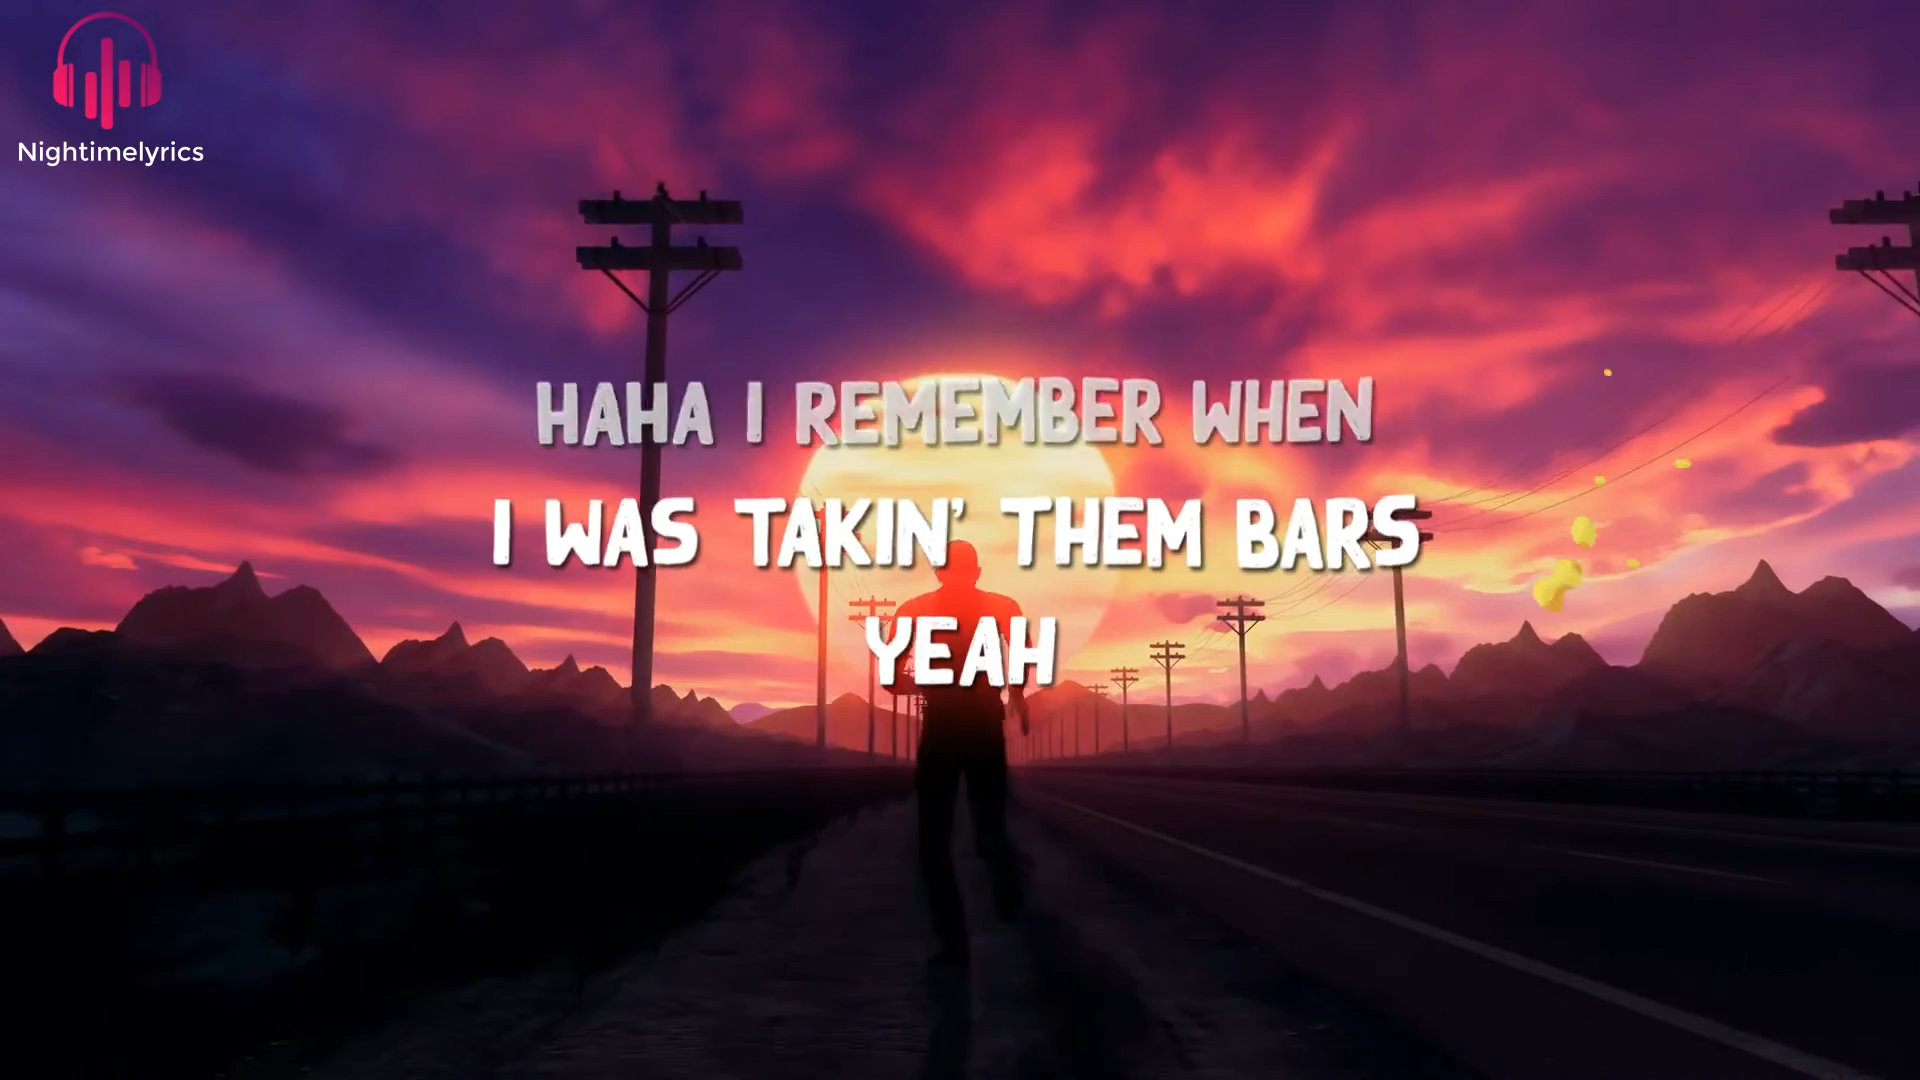 Nightimelyrics
HAHA I REMEMBER WHEN
I WAS TAKIN' THEM BARS
YEAH